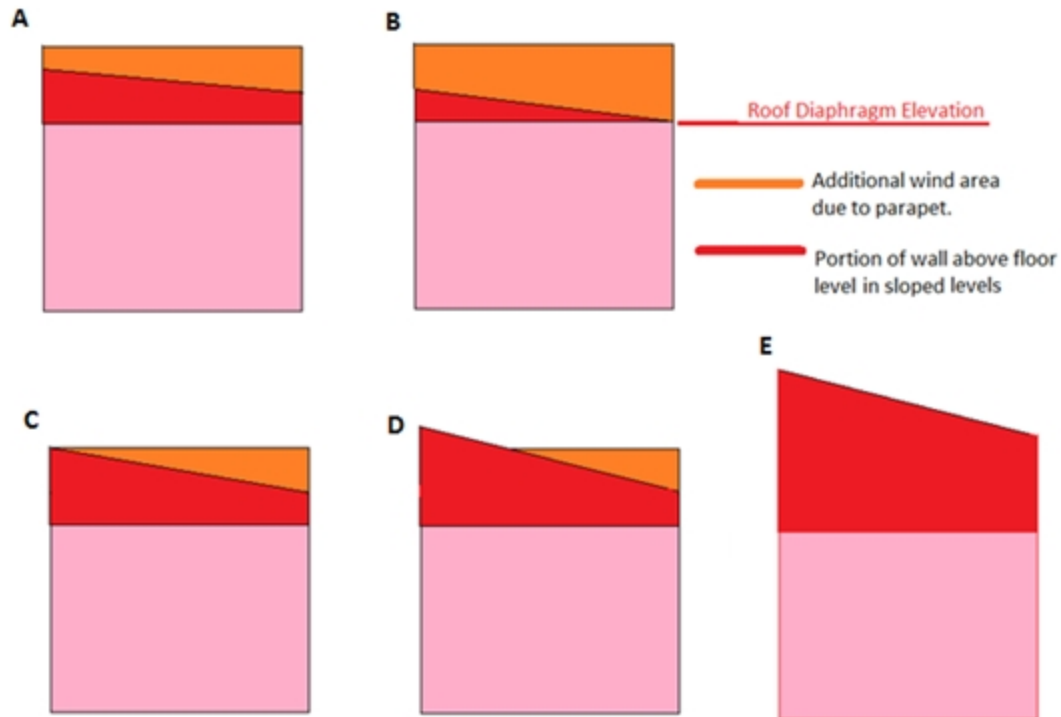 A
B
Roof Diaphragm Elevation
Additional wind area
due to parapet.
Portion of wall above floor
level in sloped levels
E
C
D